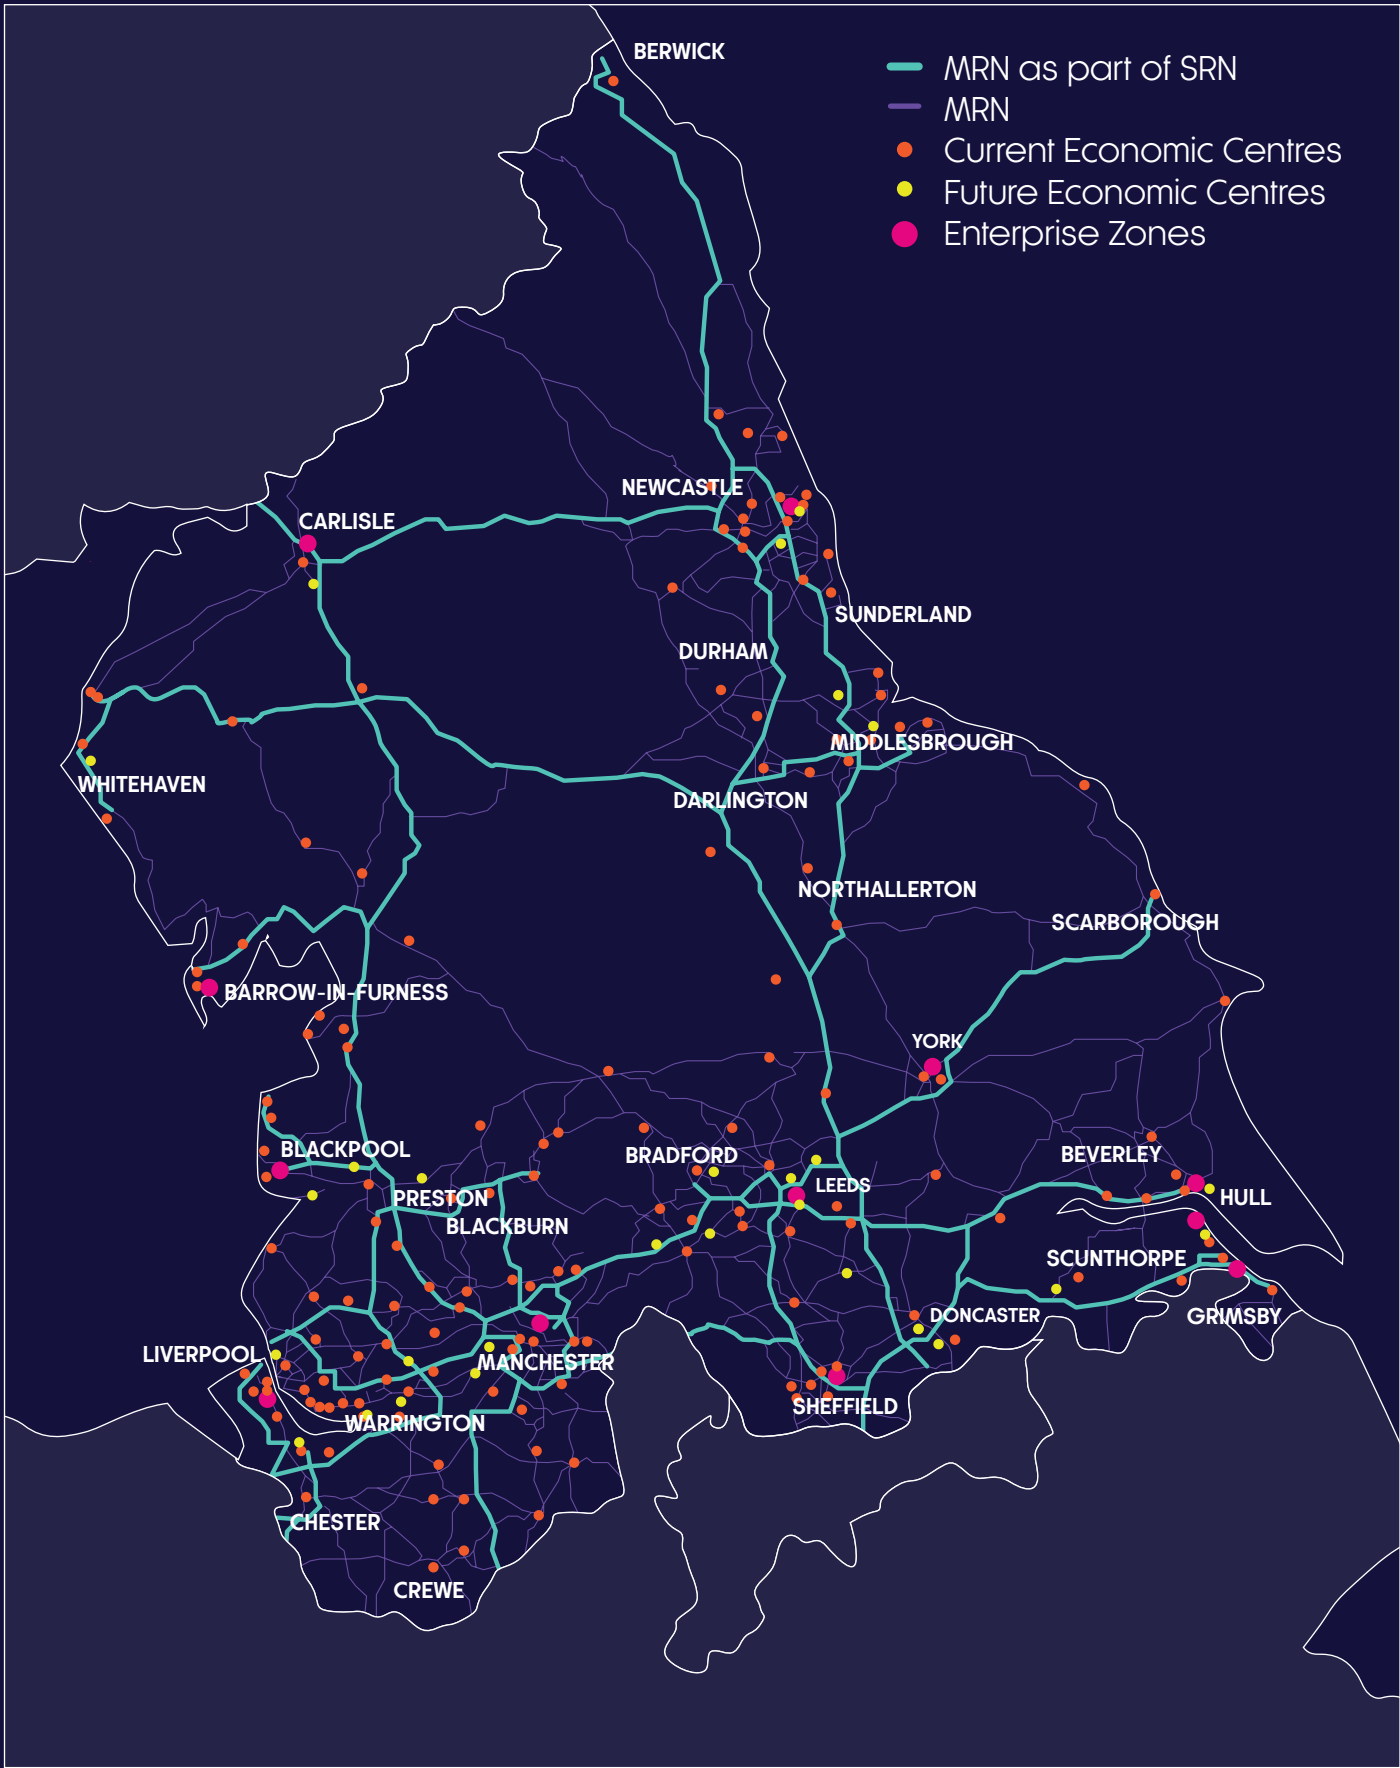 BERWICK
MRN as part of SRN
MRN
Current Economic Centres
Future Economic Centres
Enterprise Zones
NEWCASTLE
CARLISLE
SUNDERLAND
DURHAM
MIDDLESBROUGH
WHITEHAVEN
DARLINGTON
NORTHALLERTON
SCARBOROUGH
BARROW-IN-FURNESS
YORK
BLACKPOOL
BRADFORD
BEVERLEY
LEEDS
PRESTON
HULL
BLACKBURN
SCUNTHORPE
DONCASTER
GRIMSBY
LIVERPOOL
MANCHESTER
SHEFFIELD
WARRINGTON
CHESTER
CREWE